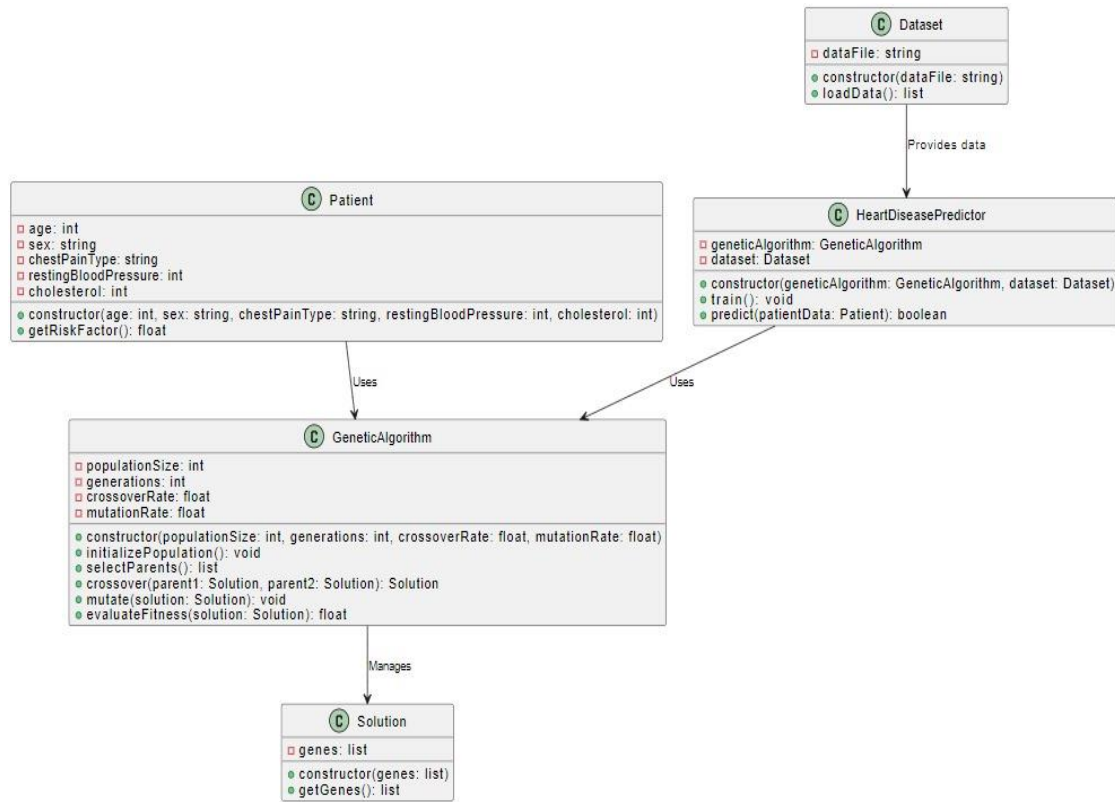 C Dataset
dataFile: string
constructor(dataFile: string)
loadData(): list
Provides data
C Patient
age: int
sex: string
chestPainType: string
restingBloodPressure: int
cholesterol: int
constructor(age: int, sex: string, chestPainType: string, restingBloodPressure: int, cholesterol: int)
getRiskFactor(): float
C HeartDiseasePredictor
geneticAlgorithm: GeneticAlgorithm
dataset: Dataset
constructor(geneticAlgorithm: GeneticAlgorithm, dataset: Dataset)
train(): void
predict(patientData: Patient): boolean
Uses
Uses
C GeneticAlgorithm
populationSize: int
generations: int
crossoverRate: float
mutationRate: float
constructor(populationSize: int, generations: int, crossoverRate: float, mutationRate: float)
initializePopulation(): void
selectParents(): list
crossover(parent1: Solution, parent2: Solution): Solution
mutate(solution: Solution): void
evaluateFitness(solution: Solution): float
Manages
C Solution
genes: list
constructor(genes: list)
getGenes(): list